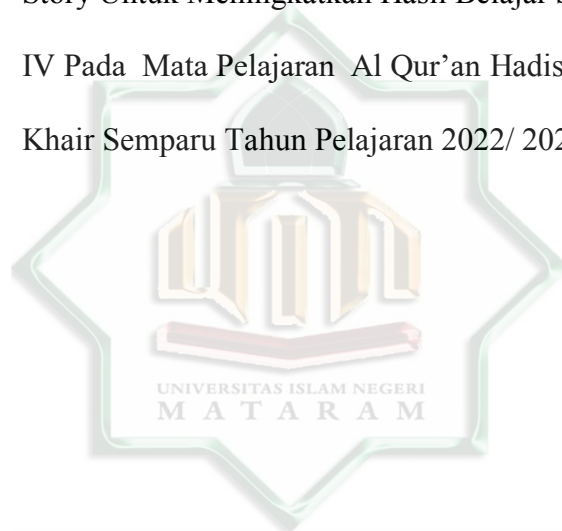 Story Untuk Meningkatkan Hasil Belajar
IV Pada Mata Pelajaran Al Qur'an Hadis
Khair Semparu Tahun Pelajaran 2022/ 202
UNIVERSITAS ISLAM NEGERI
MATARAM